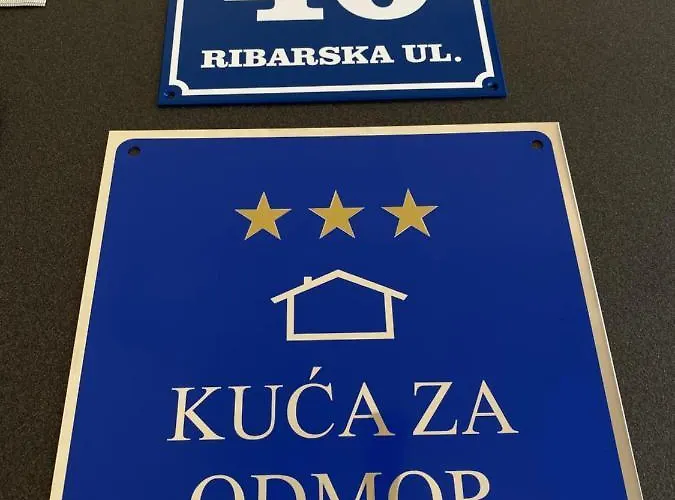 RIBARSKA UL.
KUĆA ZA
ODMOR